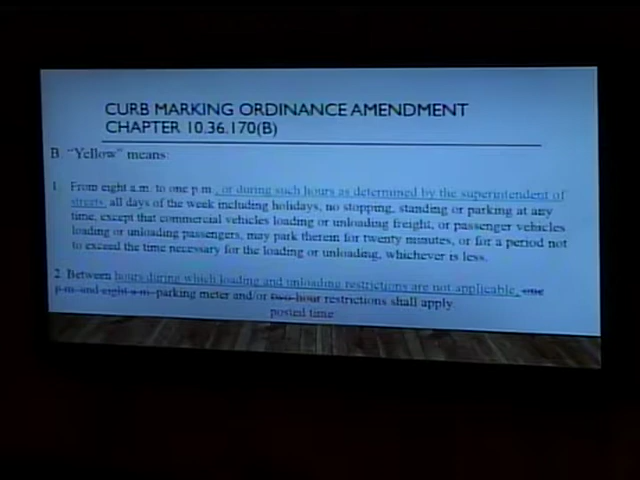 CURB MARKING ORDINANCE AMENDMENT
CHAPTER 10.36.170(B)
B. "Yellow" means:
1. From eight a.m. to one p.m., or during such hours as determined by the superintendent of
streets, all days of the week including holidays, no stopping, standing or parking at any
time, except that commercial vehicles loading or unloading freight, or passenger vehicles
loading or unloading passengers, may park therein for twenty minutes, or for a period not
to exceed the time necessary for the loading or unloading, whichever is less.
2. Between hours during which loading and unloading restrictions are not applicable, one
p.m. and eight a.m. parking meter and/or two-hour restrictions shall apply.
posted time